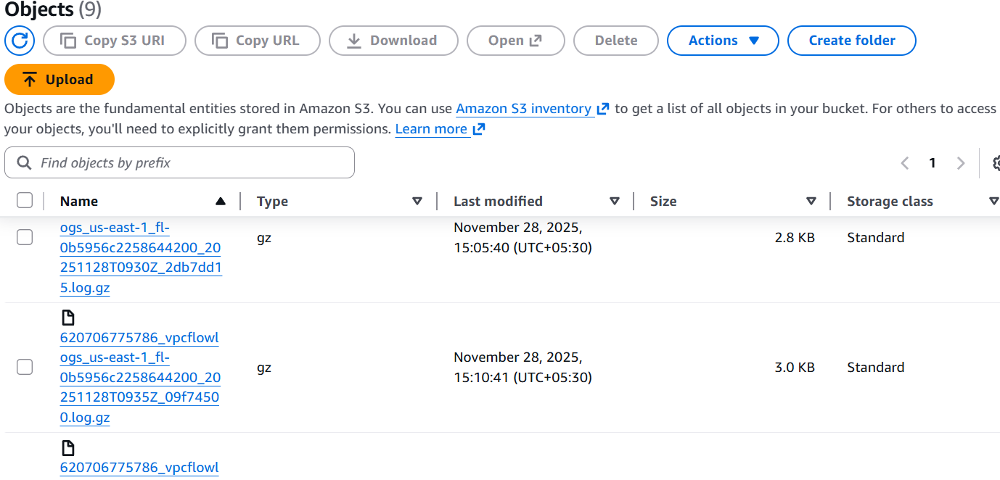 Objects (9)
Copy S3 URI
Copy URL
Download
Open
Delete
Actions
Create folder
Upload
Objects are the fundamental entities stored in Amazon S3. You can use Amazon S3 inventory to get a list of all objects in your bucket. For others to access
your objects, you'll need to explicitly grant them permissions. Learn more
Find objects by prefix
1
Name
Type
Last modified
Size
Storage class
ogs_us-east-1_fl-
0b5956c2258644200_20
251128T0930Z_2db7dd1
5.log.gz
gz
November 28, 2025,
15:05:40 (UTC+05:30)
2.8 KB
Standard
620706775786_vpcflowl
ogs_us-east-1_fl-
0b5956c2258644200_20
251128T0935Z_09f7450
0.log.gz
gz
November 28, 2025,
15:10:41 (UTC+05:30)
3.0 KB
Standard
620706775786_vpcflowl